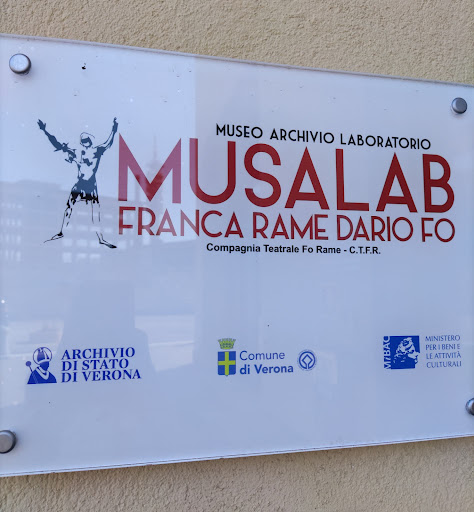 MUSEO ARCHIVIO LABORATORIO
MUSALAB
FRANCA RAME DARIO FO
Compagnia Teatrale Fo Rame - C.T.F.R.
ARCHIVIO
DI STATO
DI VERONA
Comune
di Verona
MiBAC
MINISTERO
PER I BENI E
LE ATTIVITÀ
CULTURALI